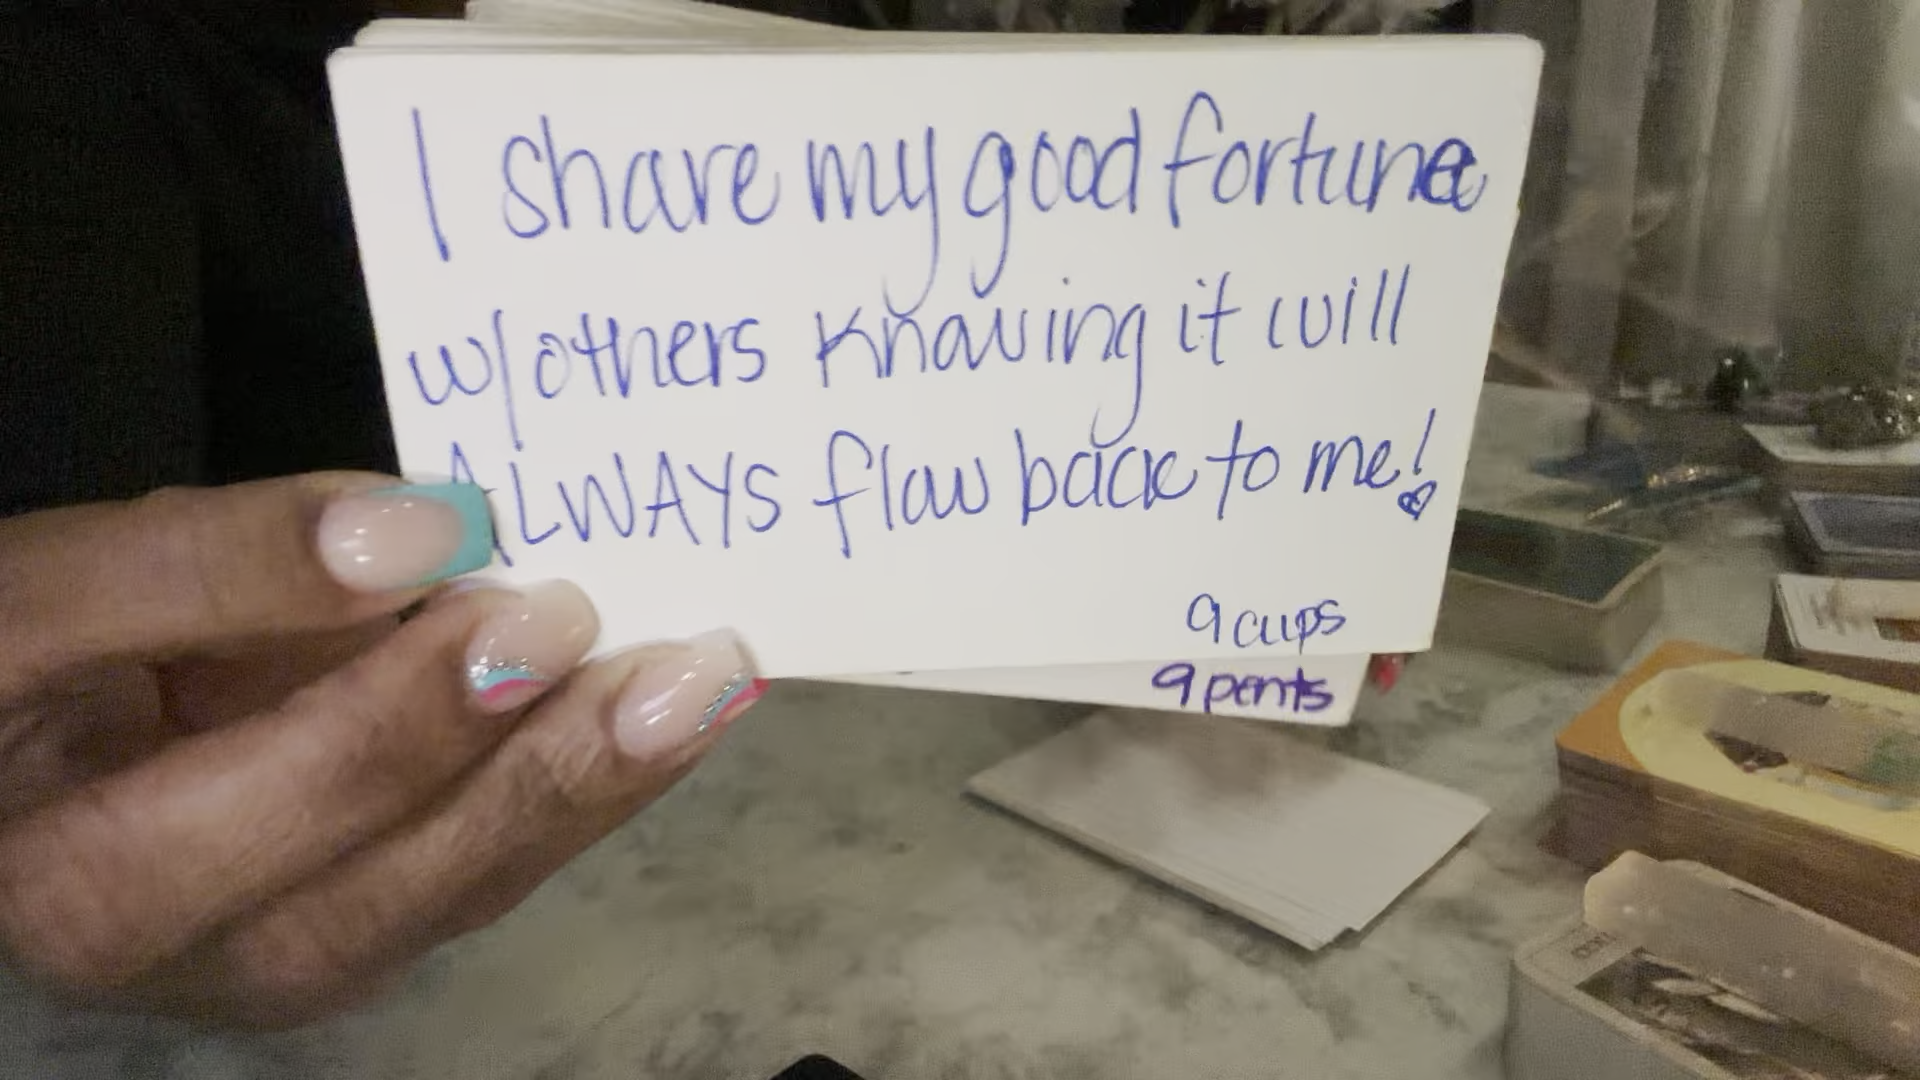 I share my good fortune
w/others knowing it will
ALWAYS flow back to me!
9 cups
9 pents